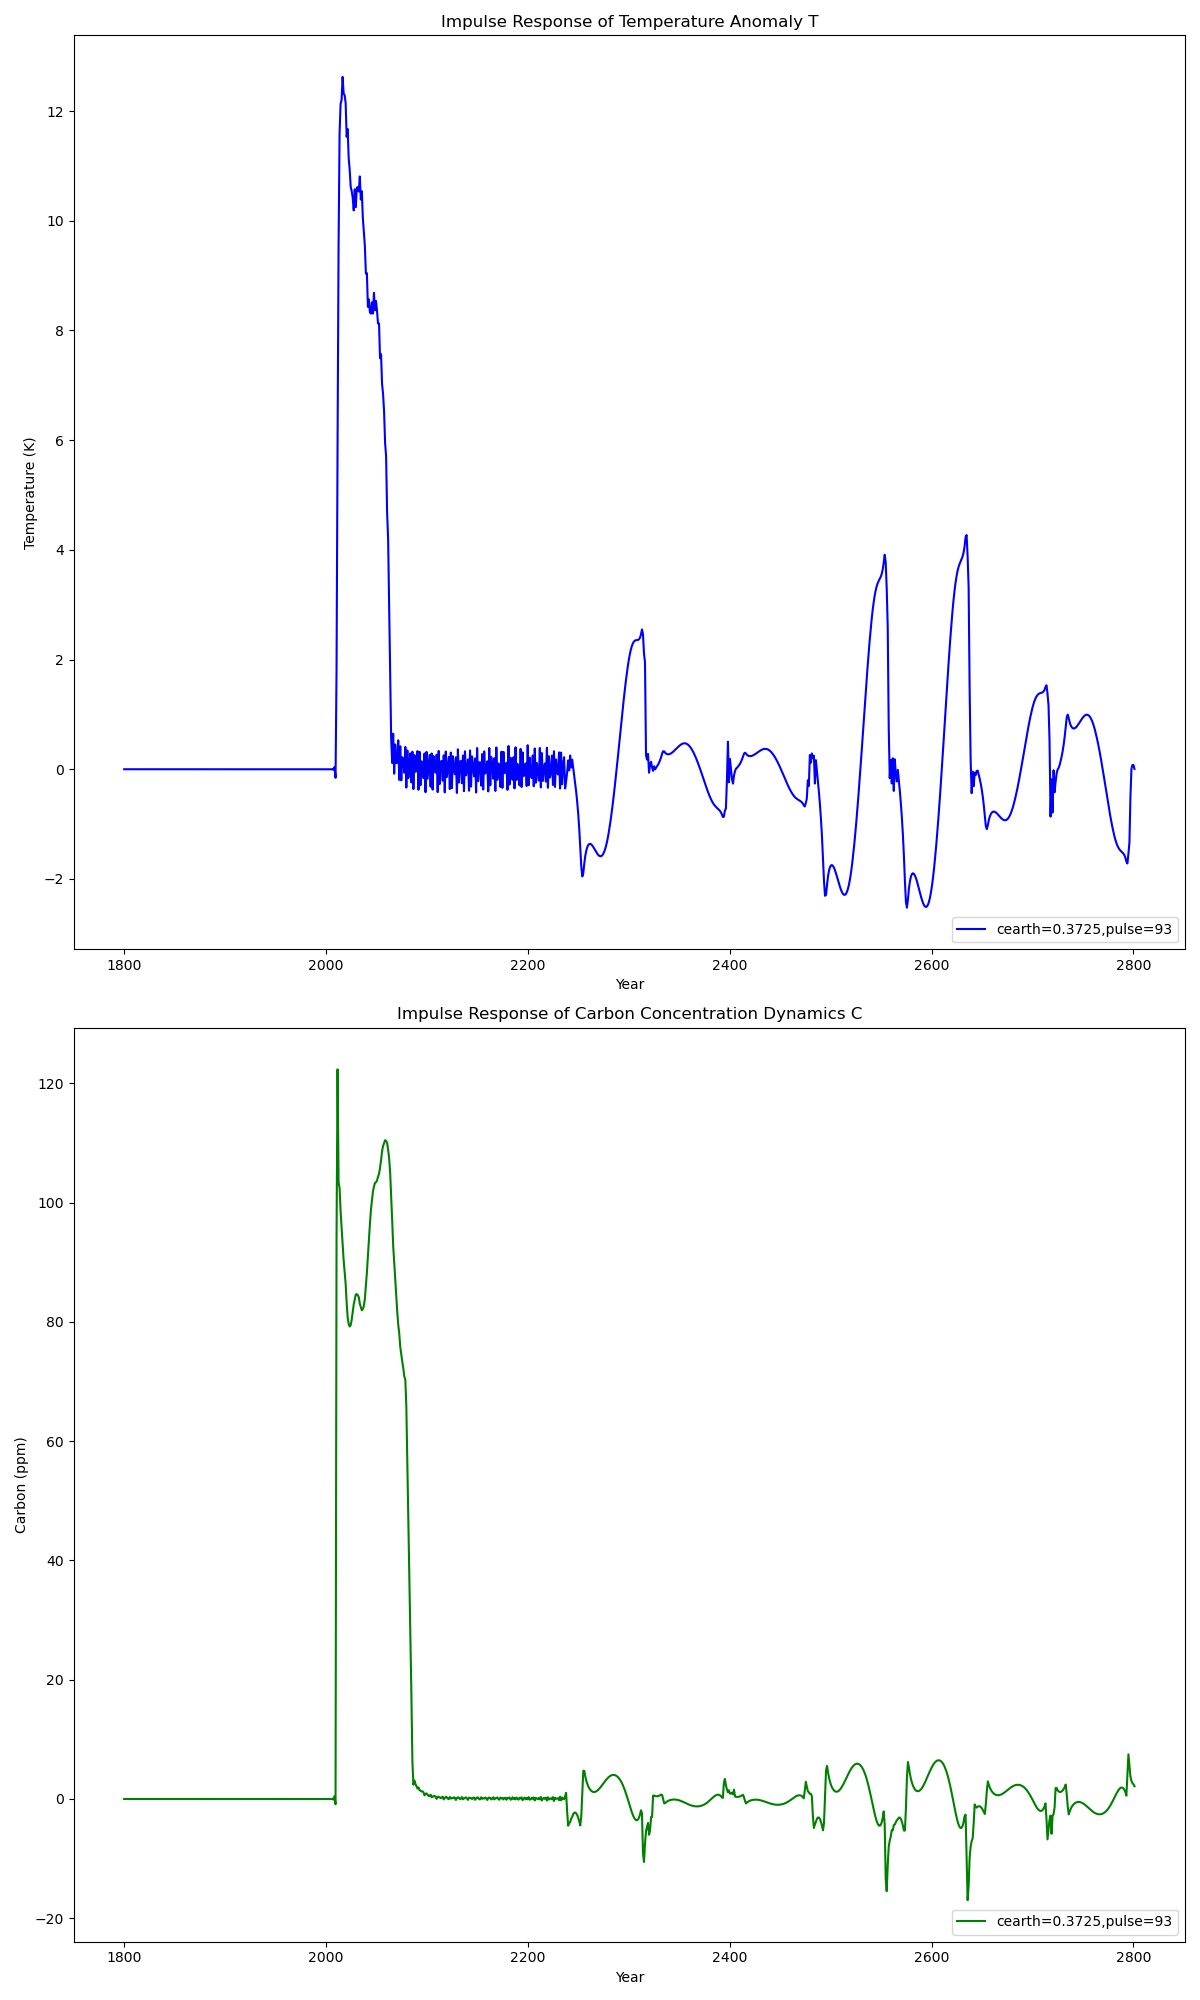 Impulse Response of Temperature Anomaly T
12
10
8
6
4
2
0
−2
Temperature (K)
cearth=0.3725,pulse=93
1800 2000 2200 2400 2600 2800
Year
Impulse Response of Carbon Concentration Dynamics C
120
100
80
60
40
20
0
−20
Carbon (ppm)
cearth=0.3725,pulse=93
1800 2000 2200 2400 2600 2800
Year